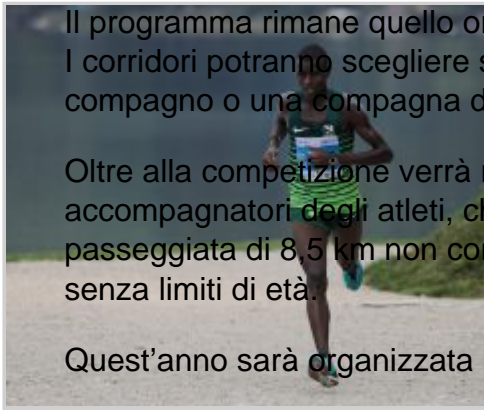 Il programma rimane quello
I corridori potranno scegliere
compagno o una compagna
Oltre alla competizione verrà
accompagnatori degli atleti,
passeggiata di 8,5 km non
senza limiti di età.
Quest'anno sarà organizzata